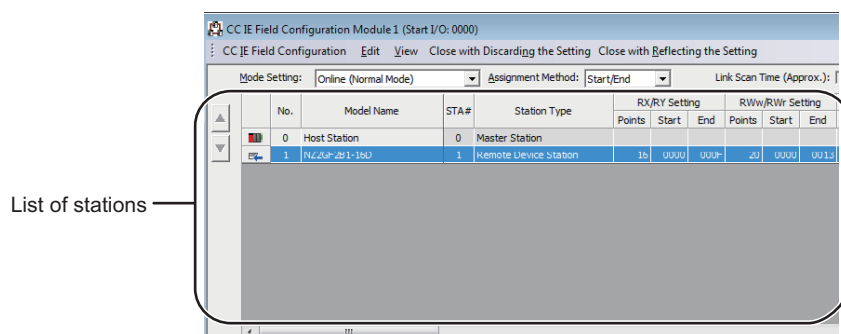 CC IE Field Configuration Module 1 (Start I/O: 0000)
CC IE Field Configuration Edit View Close with Discarding the Setting Close with Reflecting the Setting
Mode Setting: Online (Normal Mode) Assignment Method: Start/End Link Scan Time (Approx.):
No. Model Name STA# Station Type RX/RY Setting RWw/RWr Setting
Points Start End Points Start End
0 Host Station 0 Master Station
1 NZ2GF2B1-16D 1 Remote Device Station 16 0000 000F 20 0000 0013
List of stations